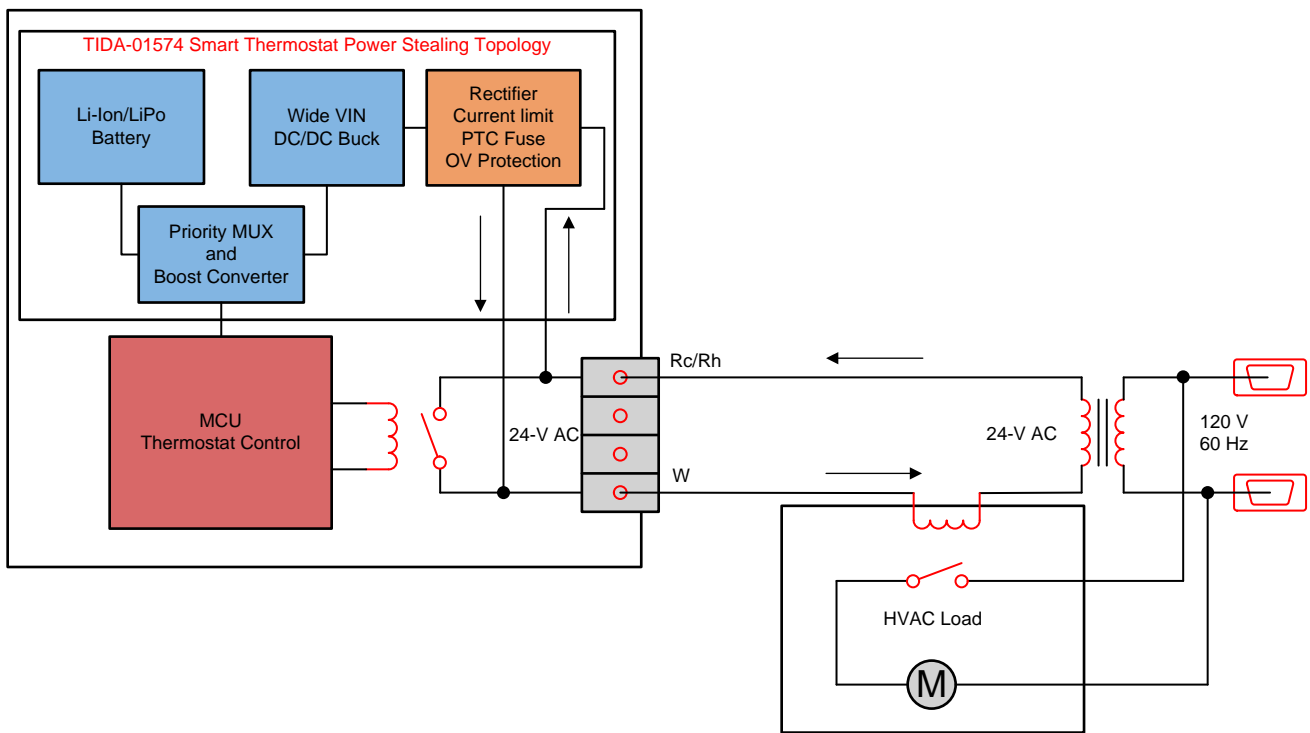 TIDA-01574 Smart Thermostat Power Stealing Topology
Li-Ion/LiPo
Battery
Wide VIN
DC/DC Buck
Rectifier
Current limit
PTC Fuse
OV Protection
Priority MUX
and
Boost Converter
MCU
Thermostat Control
24-V AC
Rc/Rh
W
24-V AC
120 V
60 Hz
HVAC Load
M